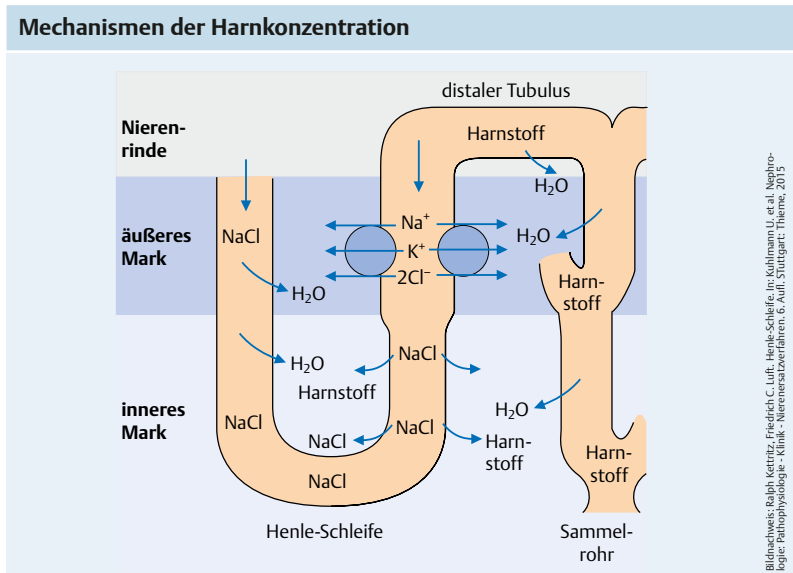 Mechanismen der Harnkonzentration
distaler Tubulus
Nieren-
rinde
Harnstoff
H₂O
äußeres
Mark
NaCl
Na⁺
K⁺
2Cl⁻
H₂O
H₂O
Harn-
stoff
inneres
Mark
H₂O
Harnstoff
NaCl
H₂O
NaCl
NaCl
NaCl
Harn-
stoff
Harn-
stoff
NaCl
Henle-Schleife
Sammel-
rohr
Bildnachweis: Ralph Kettritz, Friedrich C. Luft. Henle-Schleife. In: Kuhlmann U. et al. Nephro-
logie: Pathophysiologie - Klinik - Nierenersatzverfahren. 6. Aufl. STuttgart: Thieme, 2015